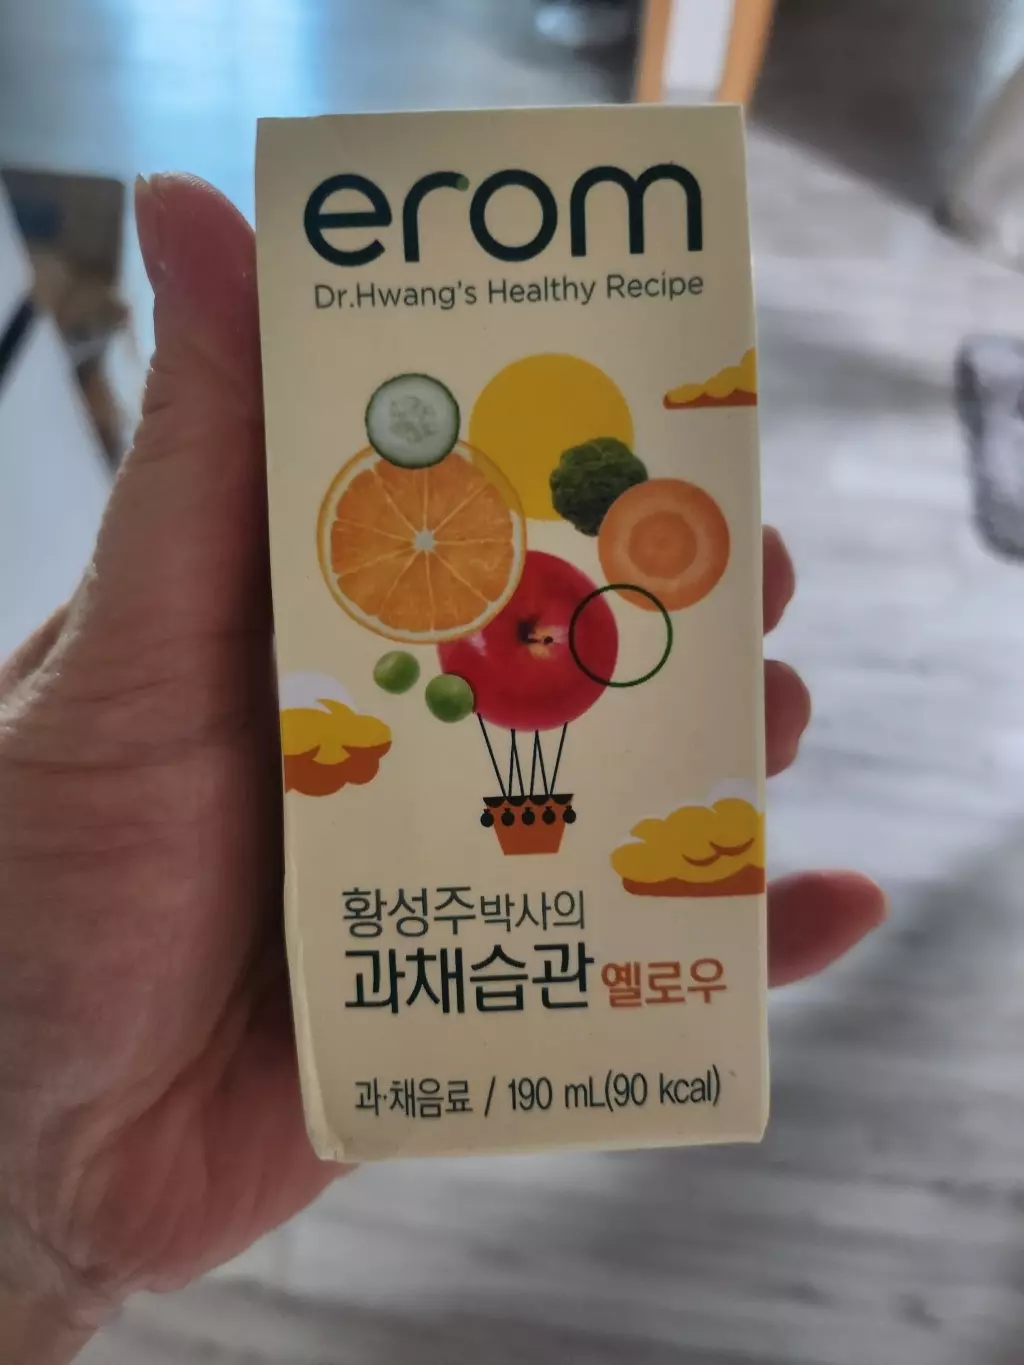 erom
Dr.Hwang's Healthy Recipe
황성주박사의
과채습관 옐로우
과·채음료 / 190 mL(90 kcal)